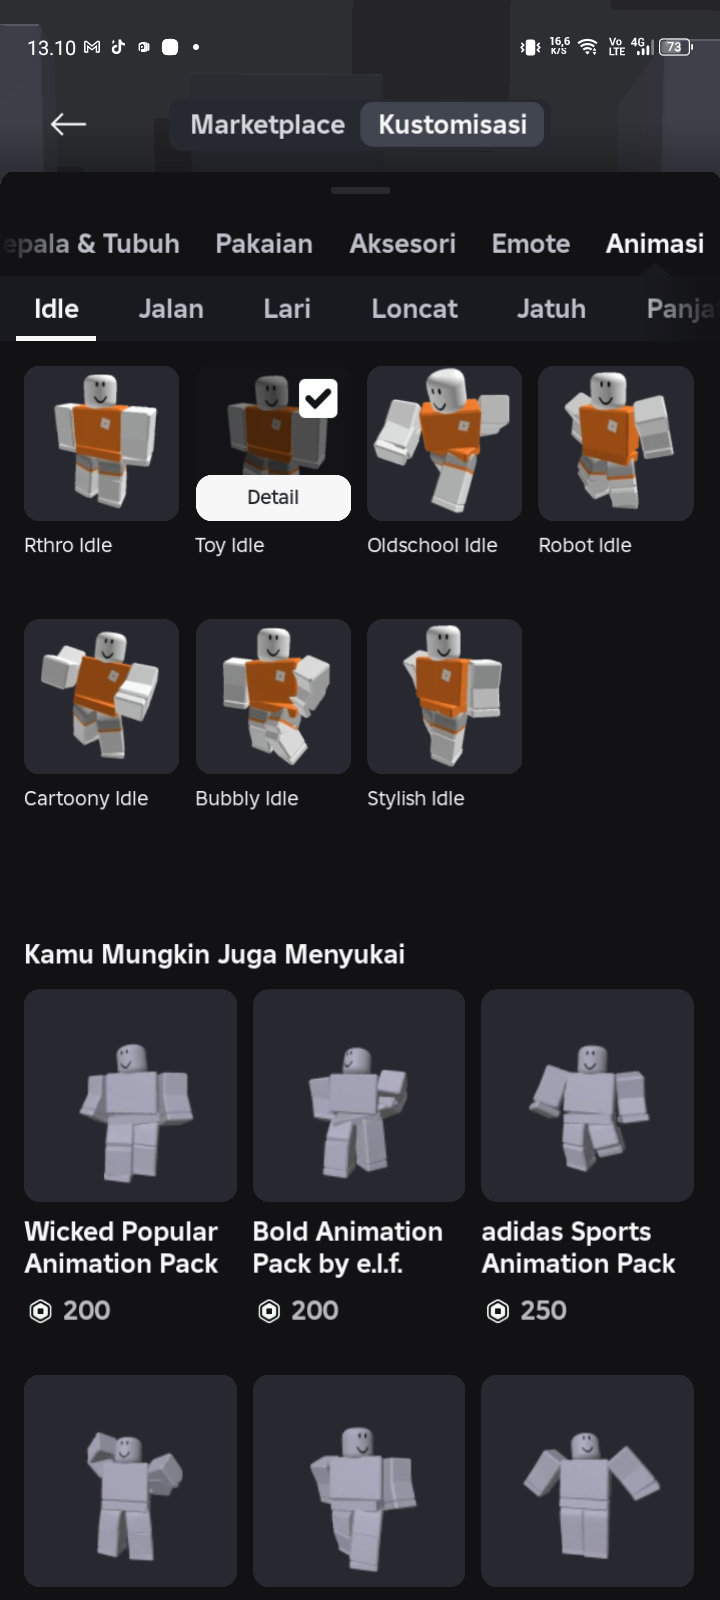 13.10
16,6 K/S
Vo LTE
4G
73
Marketplace
Kustomisasi
epala & Tubuh
Pakaian
Aksesori
Emote
Animasi
Idle
Jalan
Lari
Loncat
Jatuh
Panja
Detail
Rthro Idle
Toy Idle
Oldschool Idle
Robot Idle
Cartoony Idle
Bubbly Idle
Stylish Idle
Kamu Mungkin Juga Menyukai
Wicked Popular
Animation Pack
200
Bold Animation
Pack by e.l.f.
200
adidas Sports
Animation Pack
250